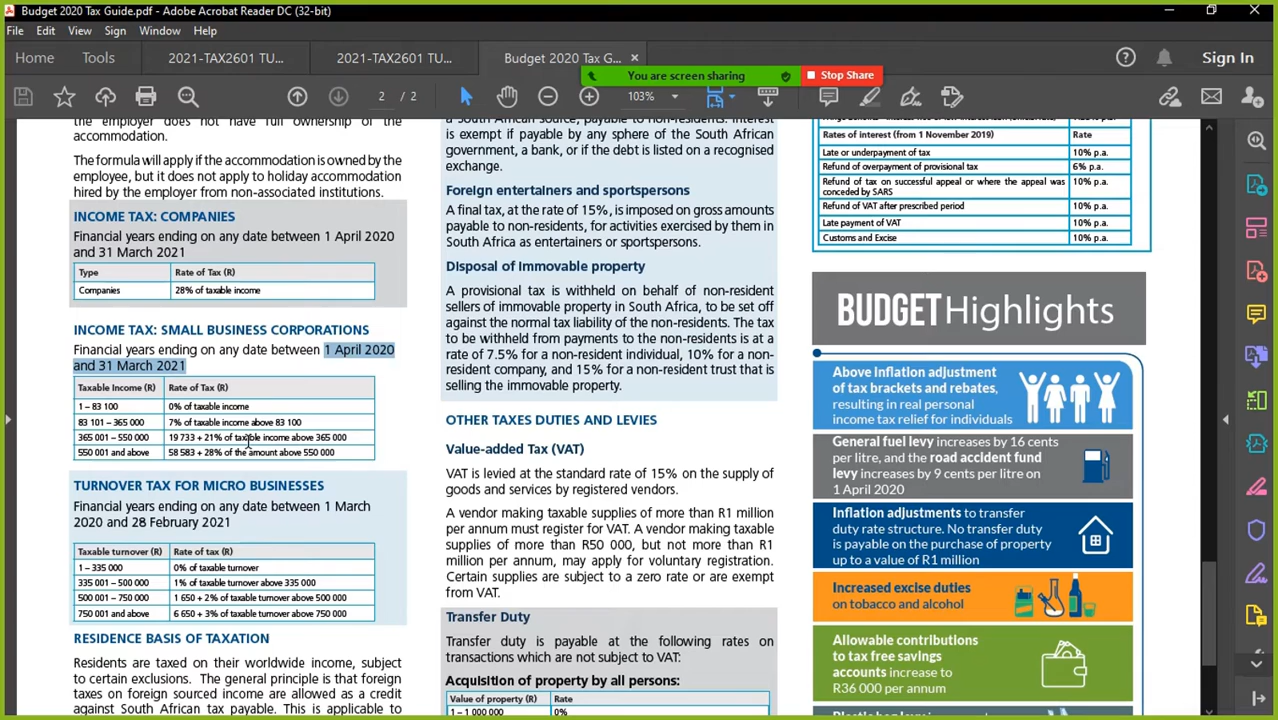 Budget 2020 Tax Guide.pdf - Adobe Acrobat Reader DC (32-bit)
File Edit View Sign Window Help
Home Tools 2021-TAX2601 TU... 2021-TAX2601 TU... Budget 2020 Tax G... Sign In
You are screen sharing Stop Share
2 / 2 103%
the employer does not have full ownership of the
accommodation.
The formula will apply if the accommodation is owned by the
employee, but it does not apply to holiday accommodation
hired by the employer from non-associated institutions.
INCOME TAX: COMPANIES
Financial years ending on any date between 1 April 2020
and 31 March 2021
Type Rate of Tax (R)
Companies 28% of taxable income
INCOME TAX: SMALL BUSINESS CORPORATIONS
Financial years ending on any date between 1 April 2020
and 31 March 2021
Taxable Income (R) Rate of Tax (R)
1 – 83 100 0% of taxable income
83 101 – 365 000 7% of taxable income above 83 100
365 001 – 550 000 19 733 + 21% of taxable income above 365 000
550 001 and above 58 583 + 28% of the amount above 550 000
TURNOVER TAX FOR MICRO BUSINESSES
Financial years ending on any date between 1 March
2020 and 28 February 2021
Taxable turnover (R) Rate of tax (R)
1 – 335 000 0% of taxable turnover
335 001 – 500 000 1% of taxable turnover above 335 000
500 001 – 750 000 1 650 + 2% of taxable turnover above 500 000
750 001 and above 6 650 + 3% of taxable turnover above 750 000
RESIDENCE BASIS OF TAXATION
Residents are taxed on their worldwide income, subject
to certain exclusions. The general principle is that foreign
taxes on foreign sourced income are allowed as a credit
against South African tax payable. This is applicable to
a South African source, payable to non-residents. Interest
is exempt if payable by any sphere of the South African
government, a bank, or if the debt is listed on a recognised
exchange.
Foreign entertainers and sportspersons
A final tax, at the rate of 15%, is imposed on gross amounts
payable to non-residents, for activities exercised by them in
South Africa as entertainers or sportspersons.
Disposal of Immovable property
A provisional tax is withheld on behalf of non-resident
sellers of immovable property in South Africa, to be set off
against the normal tax liability of the non-residents. The tax
to be withheld from payments to the non-residents is at a
rate of 7.5% for a non-resident individual, 10% for a non-
resident company, and 15% for a non-resident trust that is
selling the immovable property.
OTHER TAXES DUTIES AND LEVIES
Value-added Tax (VAT)
VAT is levied at the standard rate of 15% on the supply of
goods and services by registered vendors.
A vendor making taxable supplies of more than R1 million
per annum must register for VAT. A vendor making taxable
supplies of more than R50 000, but not more than R1
million per annum, may apply for voluntary registration.
Certain supplies are subject to a zero rate or are exempt
from VAT.
Transfer Duty
Transfer duty is payable at the following rates on
transactions which are not subject to VAT:
Acquisition of property by all persons:
Value of property (R) Rate
1 – 1 000 000 0%
Rates of interest (from 1 November 2019) Rate
Late or underpayment of tax 10% p.a.
Refund of overpayment of provisional tax 6% p.a.
Refund of tax on successful appeal or where the appeal was 10% p.a.
conceded by SARS
Refund of VAT after prescribed period 10% p.a.
Late payment of VAT 10% p.a.
Customs and Excise 10% p.a.
BUDGET Highlights
Above inflation adjustment
of tax brackets and rebates,
resulting in real personal
income tax relief for individuals
General fuel levy increases by 16 cents
per litre, and the road accident fund
levy increases by 9 cents per litre on
1 April 2020
Inflation adjustments to transfer
duty rate structure. No transfer duty
is payable on the purchase of property
up to a value of R1 million
Increased excise duties
on tobacco and alcohol
Allowable contributions
to tax free savings
accounts increase to
R36 000 per annum